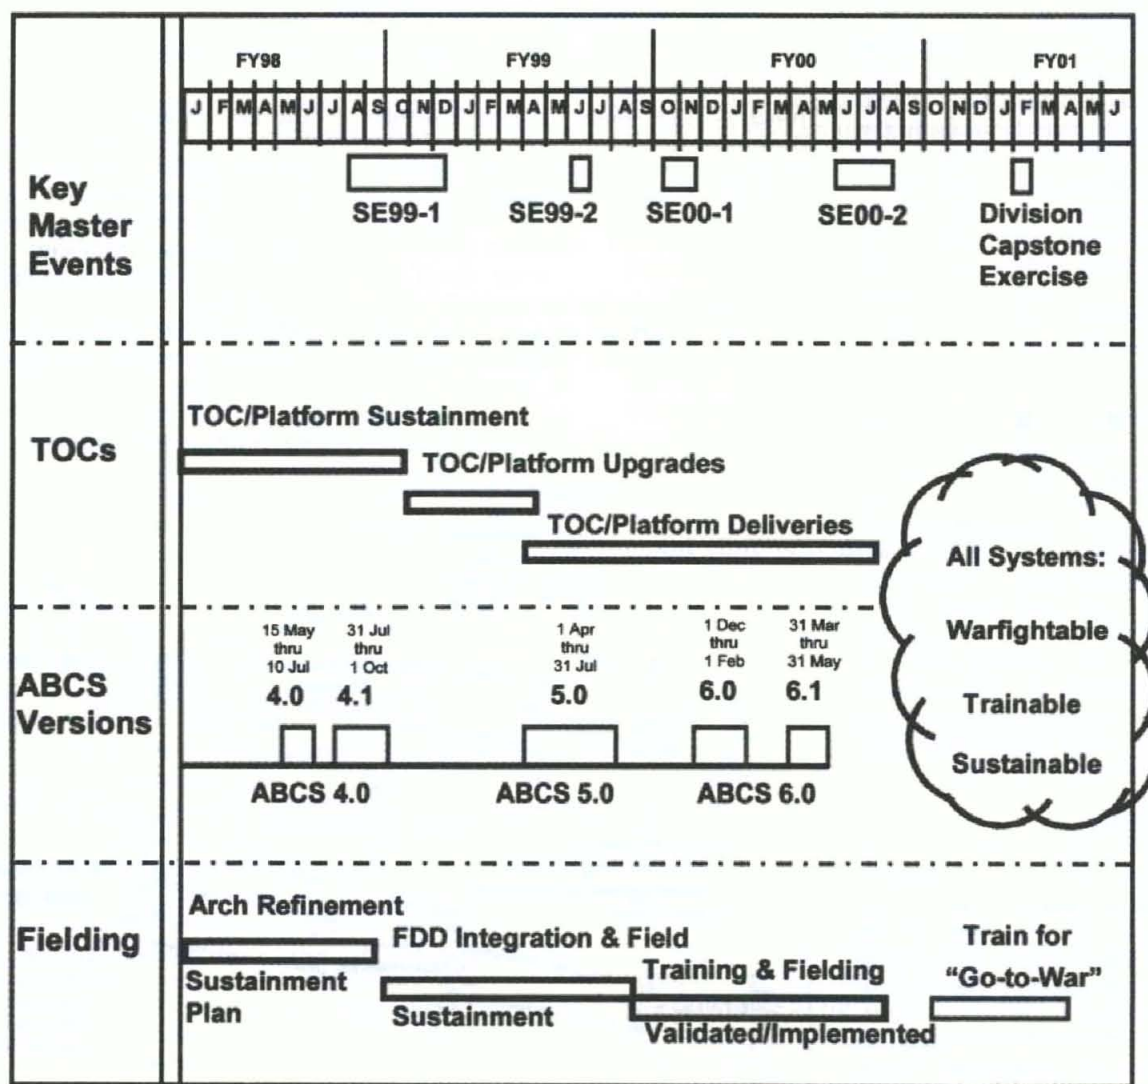 FY98 FY99 FY00 FY01
J F M A M J J A S O N D J F M A M J J A S O N D J F M A M J J A S O N D J F M A M J
Key
Master
Events
SE99-1 SE99-2 SE00-1 SE00-2 Division
Capstone
Exercise
TOCs
TOC/Platform Sustainment
TOC/Platform Upgrades
TOC/Platform Deliveries
All Systems:
Warfightable
Trainable
Sustainable
ABCS
Versions
15 May 31 Jul 1 Apr 1 Dec 31 Mar
thru thru thru thru thru
10 Jul 1 Oct 31 Jul 1 Feb 31 May
4.0 4.1 5.0 6.0 6.1
ABCS 4.0 ABCS 5.0 ABCS 6.0
Fielding
Arch Refinement
Sustainment
Plan
FDD Integration & Field
Sustainment
Training & Fielding
Validated/Implemented
Train for
“Go-to-War”